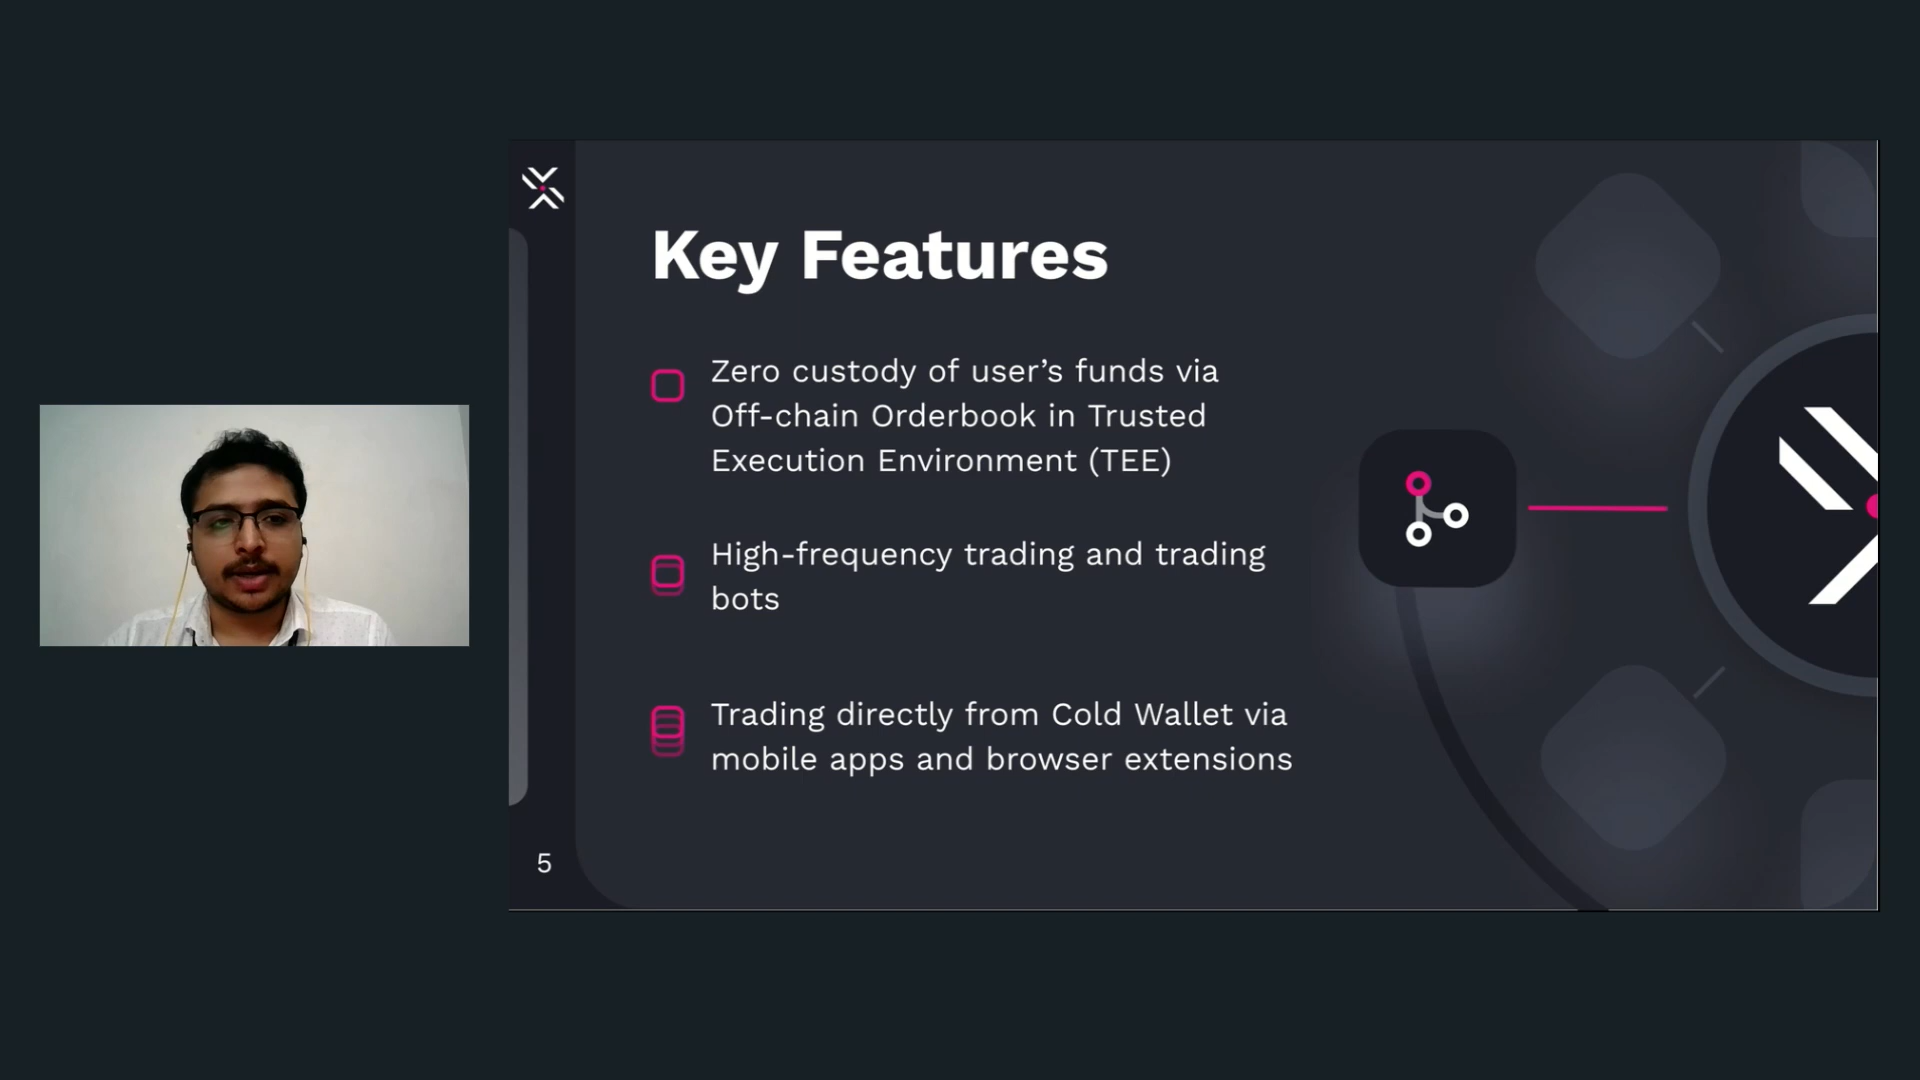 Key Features
Zero custody of user’s funds via
Off-chain Orderbook in Trusted
Execution Environment (TEE)
High-frequency trading and trading
bots
Trading directly from Cold Wallet via
mobile apps and browser extensions
5